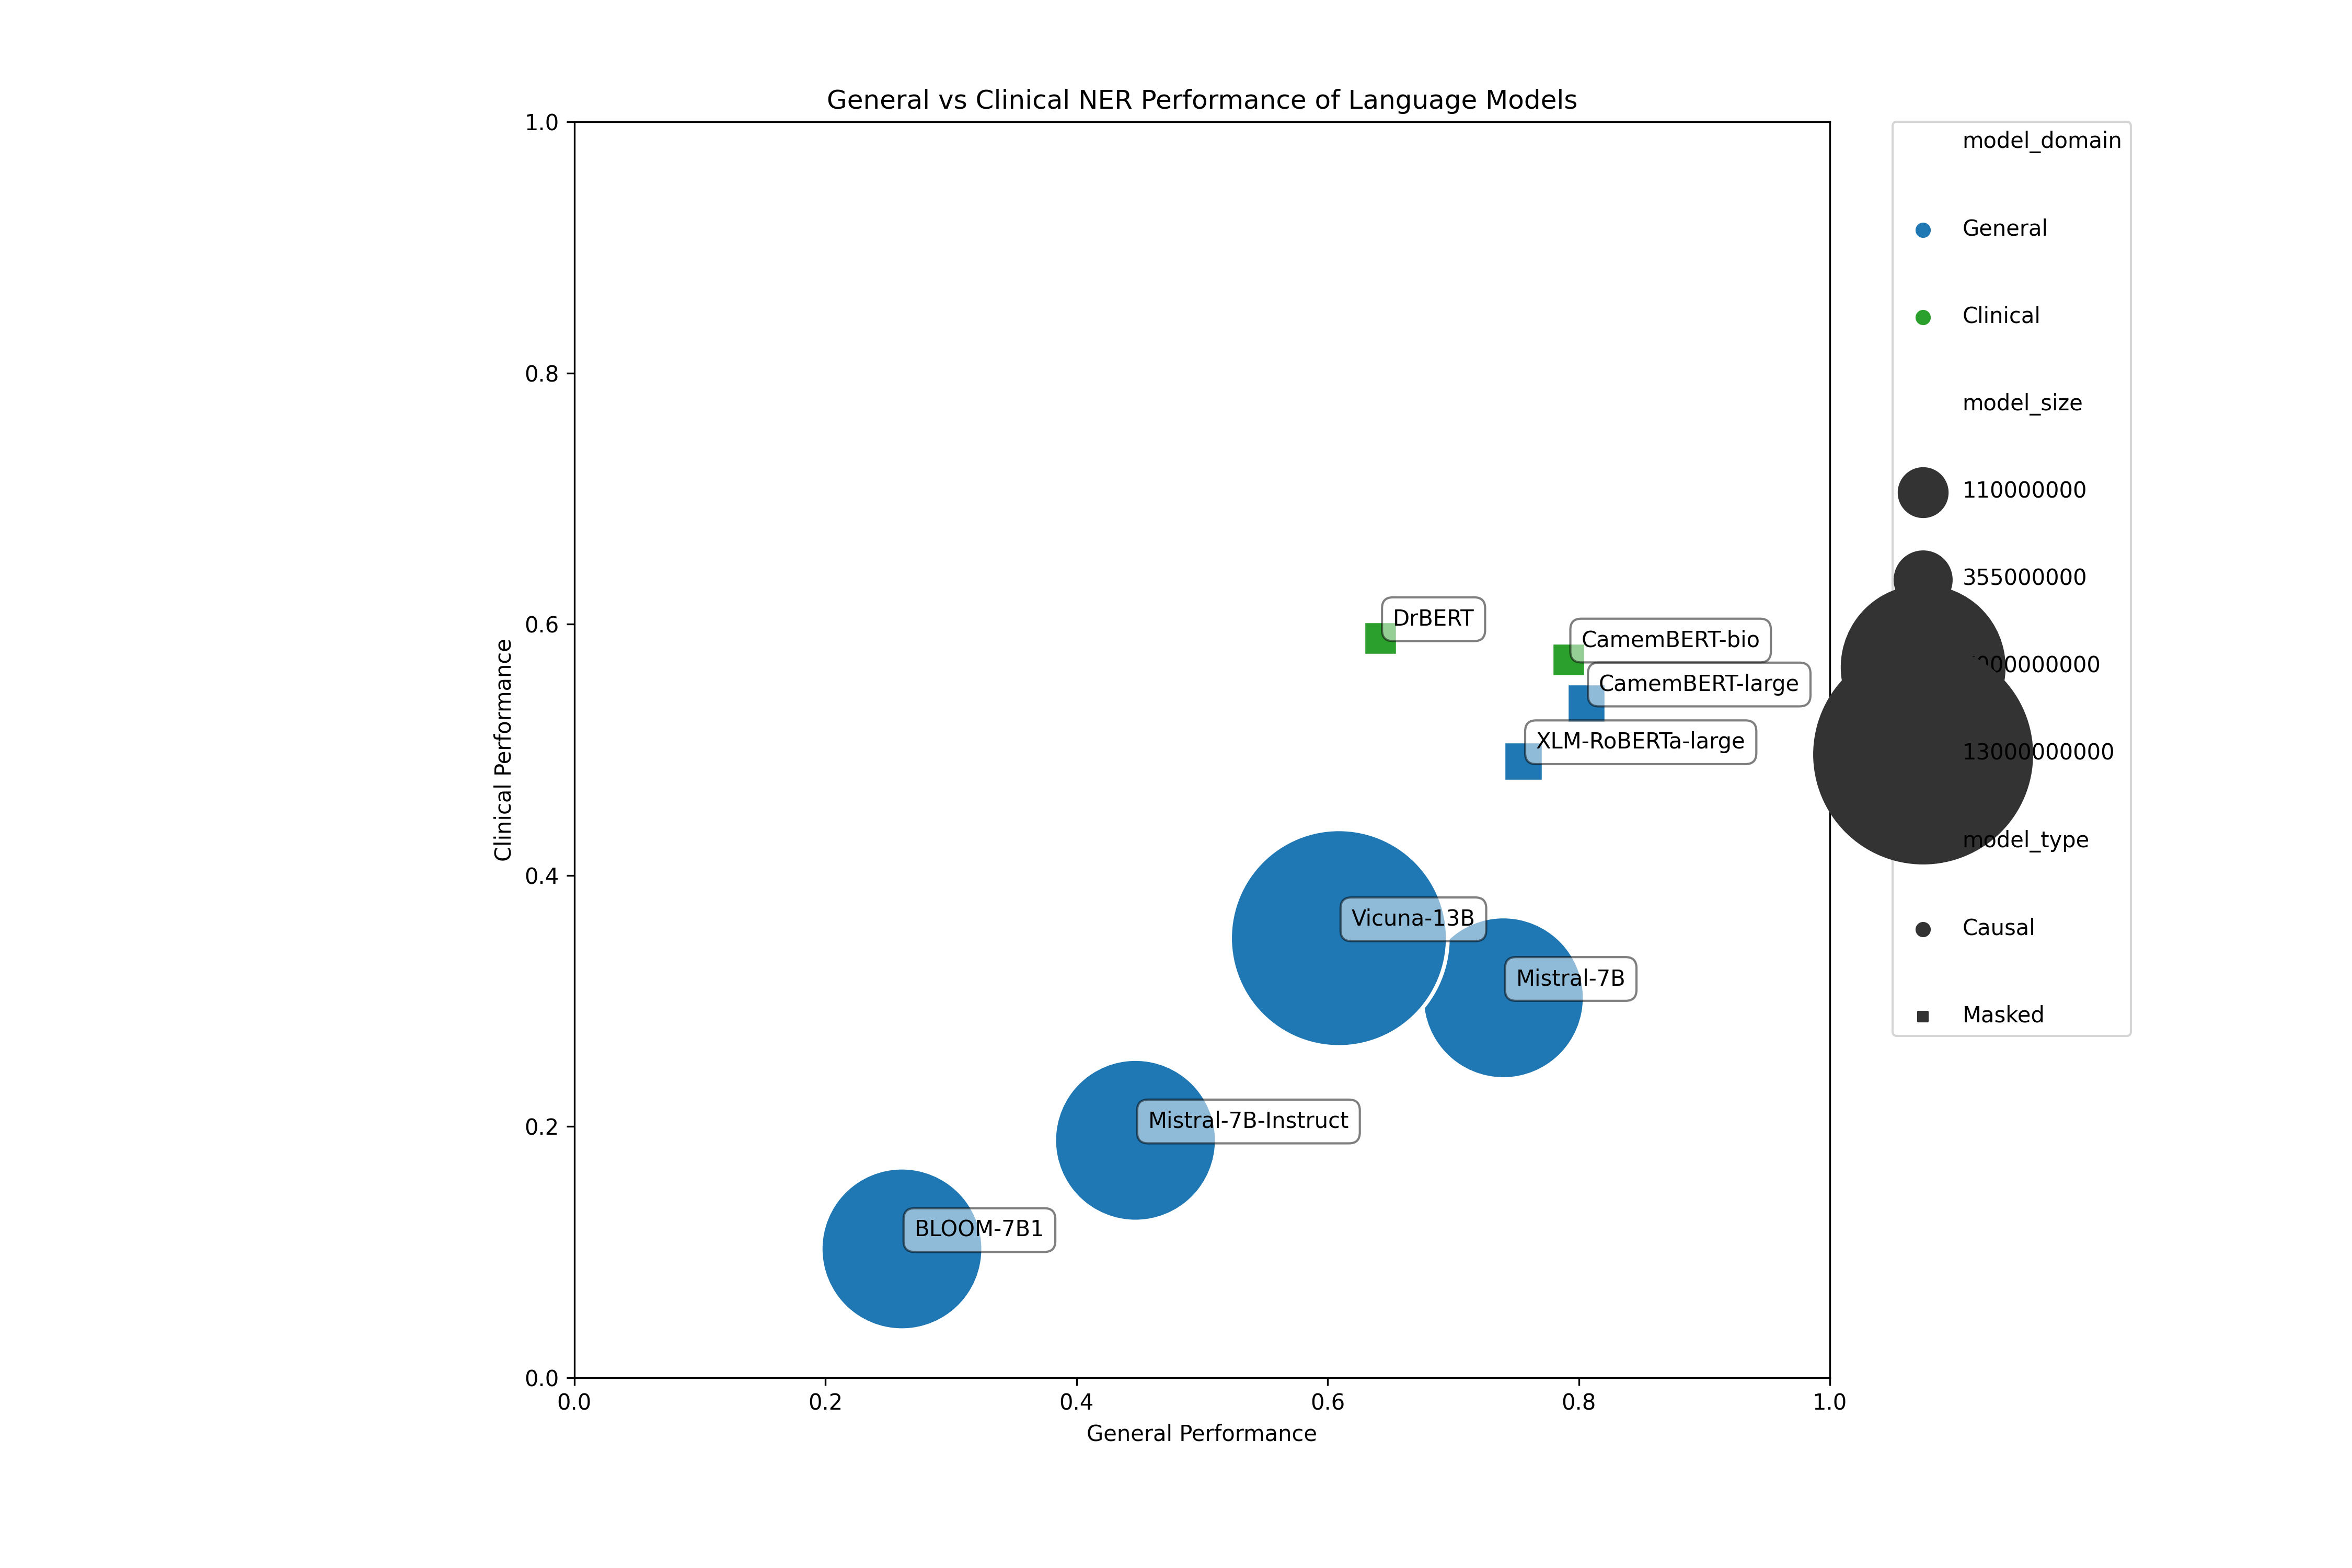 General vs Clinical NER Performance of Language Models
1.0
0.8
0.6
0.4
0.2
0.0
Clinical Performance
0.0
0.2
0.4
0.6
0.8
1.0
General Performance
DrBERT
CamemBERT-bio
CamemBERT-large
XLM-RoBERTa-large
Vicuna-13B
Mistral-7B
Mistral-7B-Instruct
BLOOM-7B1
model_domain
General
Clinical
model_size
110000000
355000000
13000000000
model_type
Causal
Masked